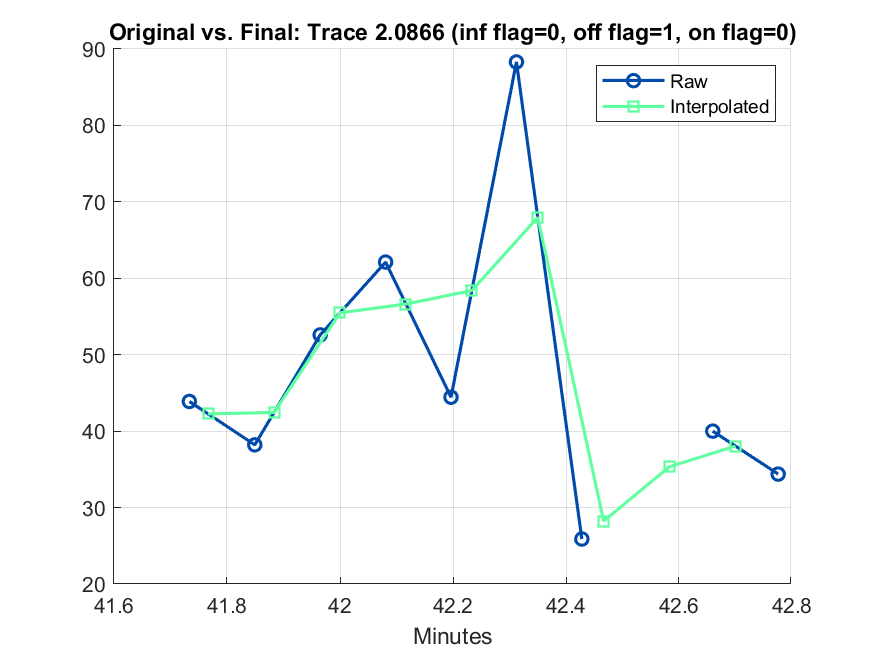 Original vs. Final: Trace 2.0866 (inf flag=0, off flag=1, on flag=0)
90
80
70
60
50
40
30
20
Raw
Interpolated
41.6 41.8 42 42.2 42.4 42.6 42.8
Minutes